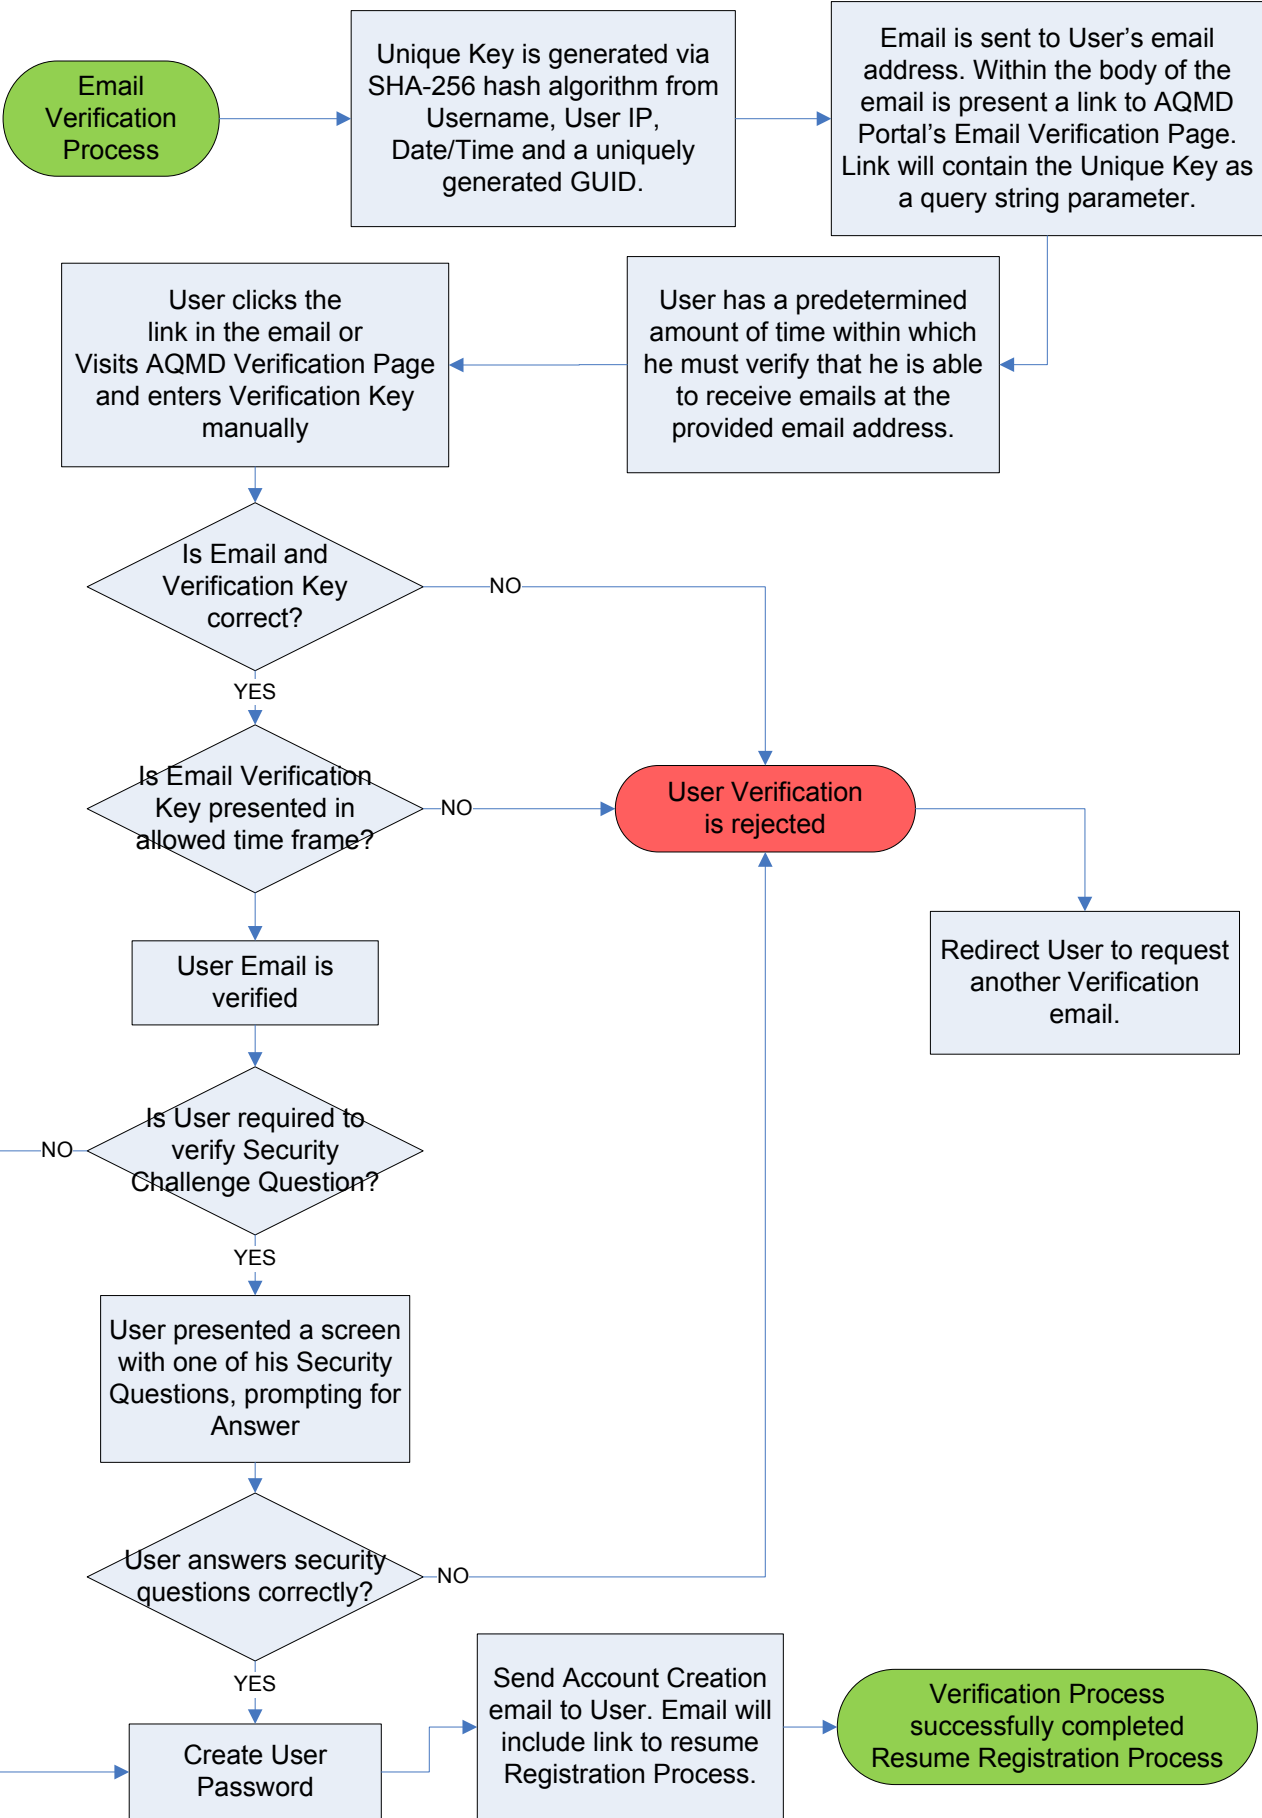 Email
Verification
Process
Unique Key is generated via
SHA-256 hash algorithm from
Username, User IP,
Date/Time and a uniquely
generated GUID.
Email is sent to User’s email
address. Within the body of the
email is present a link to AQMD
Portal’s Email Verification Page.
Link will contain the Unique Key as
a query string parameter.
User has a predetermined
amount of time within which
he must verify that he is able
to receive emails at the
provided email address.
User clicks the
link in the email or
Visits AQMD Verification Page
and enters Verification Key
manually
Is Email and
Verification Key
correct?
NO
YES
Is Email Verification
Key presented in
allowed time frame?
NO
User Verification
is rejected
Redirect User to request
another Verification
email.
User Email is
verified
Is User required to
verify Security
Challenge Question?
NO
YES
User presented a screen
with one of his Security
Questions, prompting for
Answer
User answers security
questions correctly?
NO
YES
Create User
Password
Send Account Creation
email to User. Email will
include link to resume
Registration Process.
Verification Process
successfully completed
Resume Registration Process